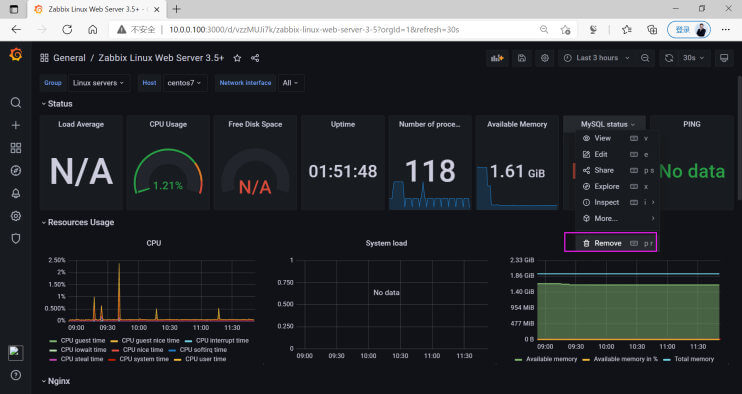 Zabbix Linux Web Server 3.5+ -
不安全 10.0.0.100:3000/d/vzzMUJi7k/zabbix-linux-web-server-3-5?orgId=1&refresh=30s
登录
General / Zabbix Linux Web Server 3.5+
Last 3 hours
30s
Group Linux servers Host centos7 Network interface All
Status
Load Average
CPU Usage
Free Disk Space
Uptime
Number of proce...
Available Memory
MySQL status
PING
N/A
1.21%
N/A
01:51:48
118
1.61 GiB
No data
View v
Edit e
Share p s
Explore x
Inspect i
More...
Remove p r
Resources Usage
CPU
2.50%
2%
1.50%
1%
0.500%
0%
09:00 09:30 10:00 10:30 11:00 11:30
CPU guest time CPU guest nice time CPU interrupt time
CPU iowait time CPU nice time CPU softirq time
CPU steal time CPU system time CPU user time
System load
1
0.750
0.500
0.250
0
No data
09:00 09:30 10:00 10:30 11:00 11:30
2.33 GiB
1.86 GiB
1.40 GiB
954 MiB
477 MiB
0 B
09:00 09:30 10:00 10:30 11:00 11:30
Available memory Available memory in % Total memory
Nginx